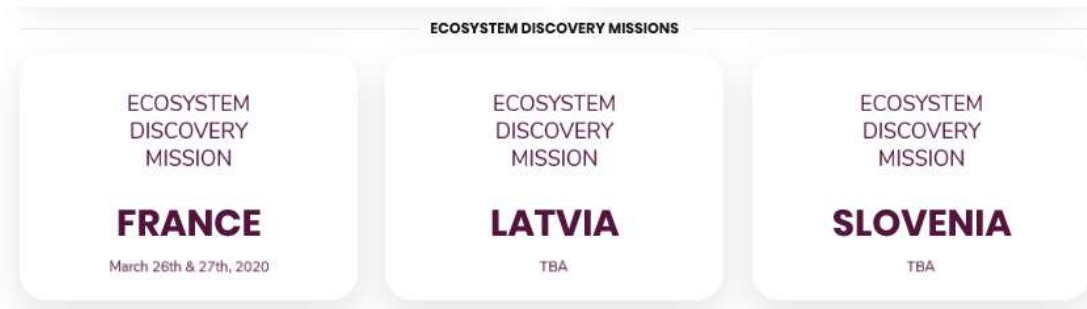 ECOSYSTEM DISCOVERY MISSIONS
ECOSYSTEM
DISCOVERY
MISSION
FRANCE
March 26th & 27th, 2020
ECOSYSTEM
DISCOVERY
MISSION
LATVIA
TBA
ECOSYSTEM
DISCOVERY
MISSION
SLOVENIA
TBA